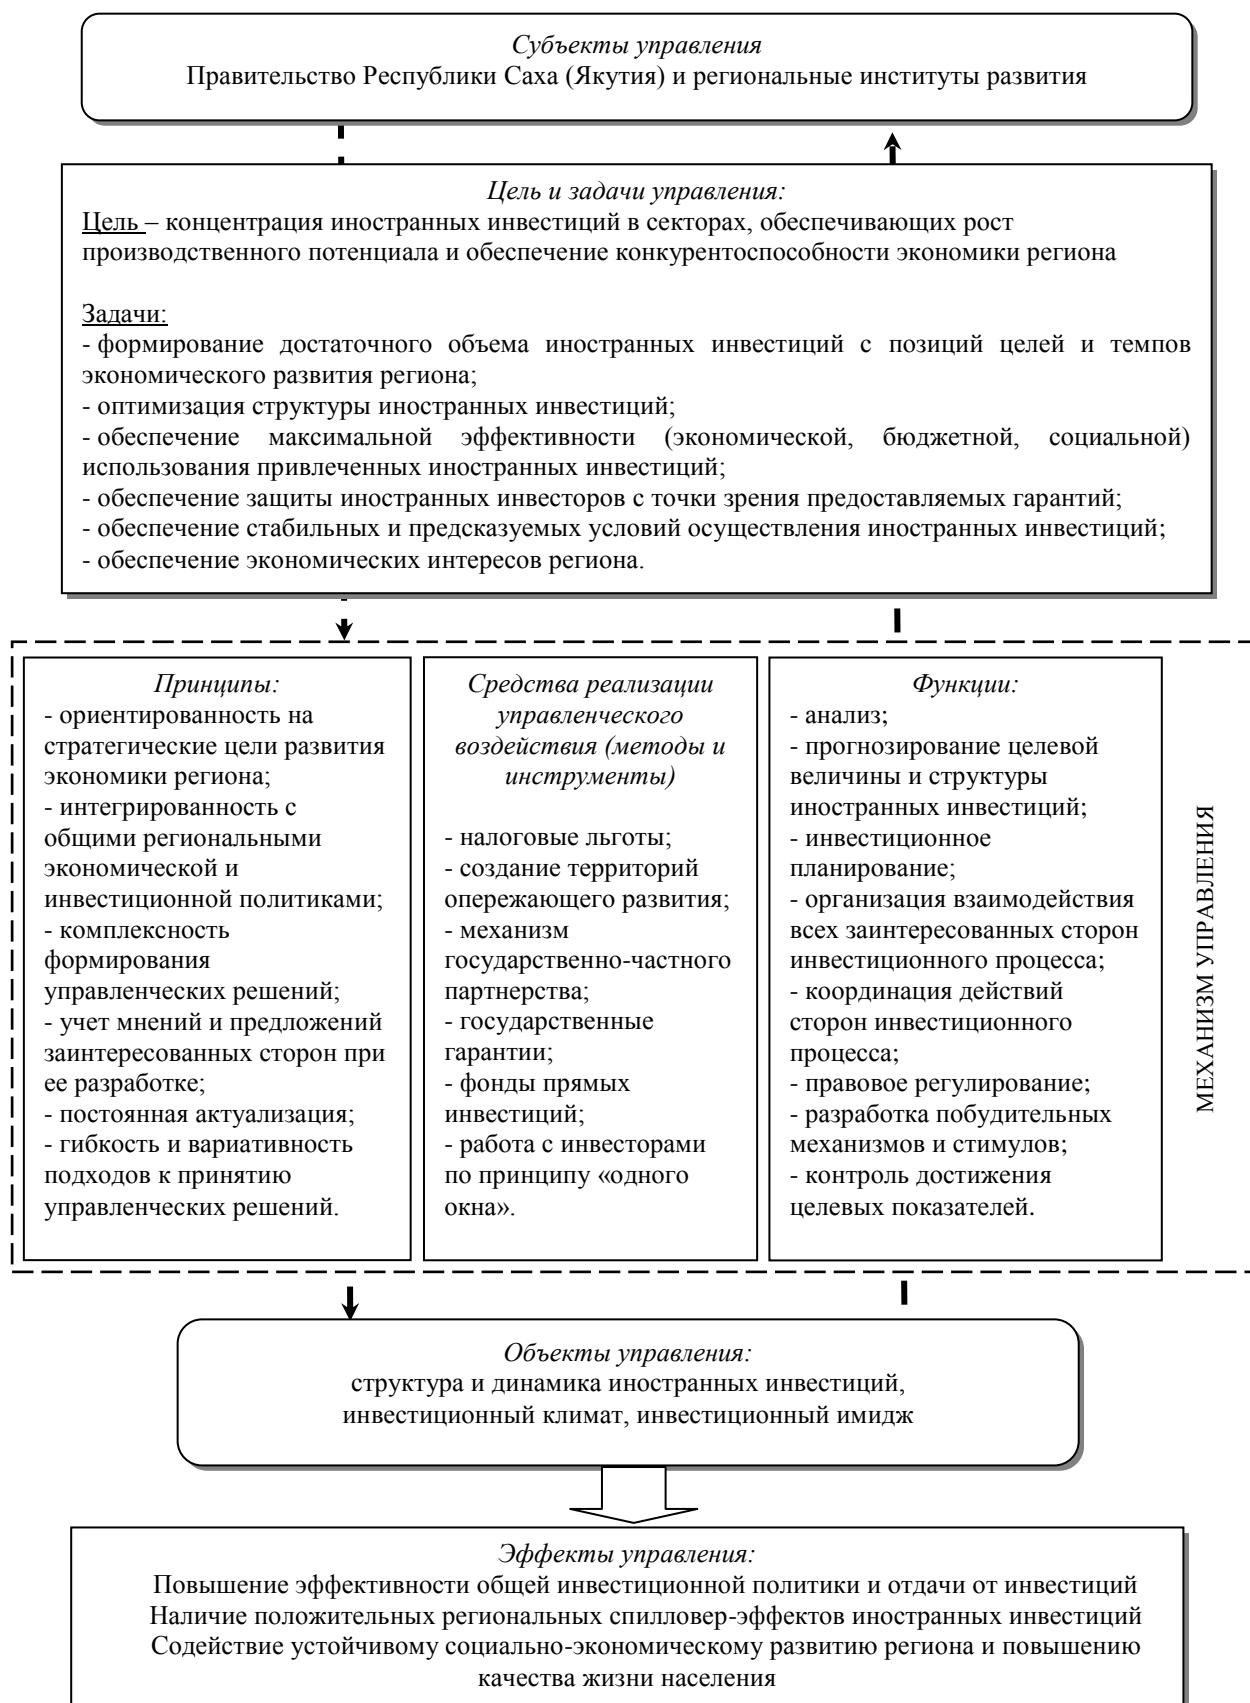 Субъекты управления
Правительство Республики Саха (Якутия) и региональные институты развития
Цель и задачи управления:
Цель – концентрация иностранных инвестиций в секторах, обеспечивающих рост
производственного потенциала и обеспечение конкурентоспособности экономики региона
Задачи:
- формирование достаточного объема иностранных инвестиций с позиций целей и темпов
экономического развития региона;
- оптимизация структуры иностранных инвестиций;
- обеспечение максимальной эффективности (экономической, бюджетной, социальной)
использования привлеченных иностранных инвестиций;
- обеспечение защиты иностранных инвесторов с точки зрения предоставляемых гарантий;
- обеспечение стабильных и предсказуемых условий осуществления иностранных инвестиций;
- обеспечение экономических интересов региона.
Принципы:
- ориентированность на
стратегические цели развития
экономики региона;
- интегрированность с
общими региональными
экономической и
инвестиционной политиками;
- комплексность
формирования
управленческих решений;
- учет мнений и предложений
заинтересованных сторон при
ее разработке;
- постоянная актуализация;
- гибкость и вариативность
подходов к принятию
управленческих решений.
Средства реализации
управленческого
воздействия (методы и
инструменты)
- налоговые льготы;
- создание территорий
опережающего развития;
- механизм
государственно-частного
партнерства;
- государственные
гарантии;
- фонды прямых
инвестиций;
- работа с инвесторами
по принципу «одного
окна».
Функции:
- анализ;
- прогнозирование целевой
величины и структуры
иностранных инвестиций;
- инвестиционное
планирование;
- организация взаимодействия
всех заинтересованных сторон
инвестиционного процесса;
- координация действий
сторон инвестиционного
процесса;
- правовое регулирование;
- разработка побудительных
механизмов и стимулов;
- контроль достижения
целевых показателей.
МЕХАНИЗМ УПРАВЛЕНИЯ
Объекты управления:
структура и динамика иностранных инвестиций,
инвестиционный климат, инвестиционный имидж
Эффекты управления:
Повышение эффективности общей инвестиционной политики и отдачи от инвестиций
Наличие положительных региональных спилловер-эффектов иностранных инвестиций
Содействие устойчивому социально-экономическому развитию региона и повышению
качества жизни населения